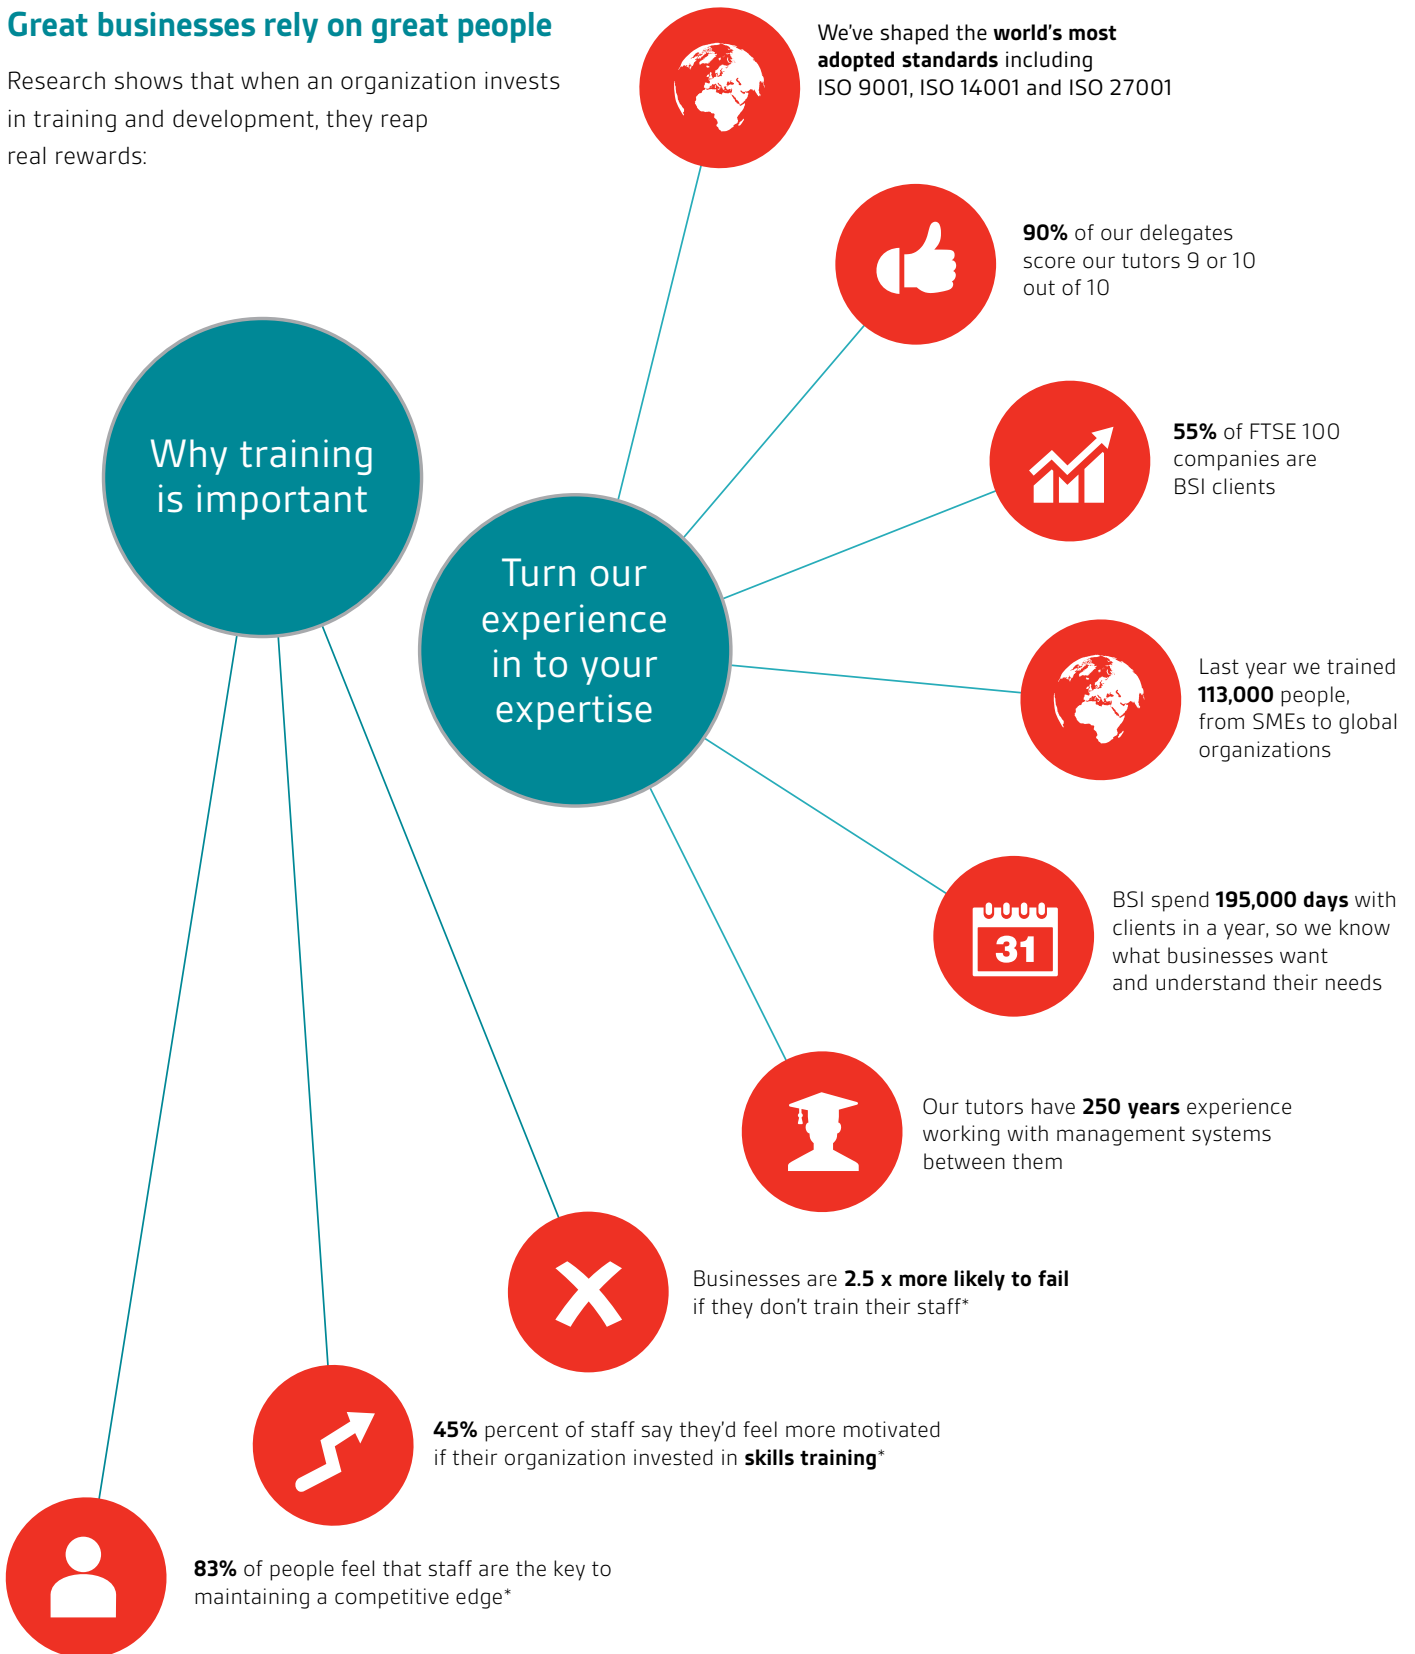 Great businesses rely on great people
Research shows that when an organization invests
in training and development, they reap
real rewards:
We've shaped the world's most
adopted standards including
ISO 9001, ISO 14001 and ISO 27001
90% of our delegates
score our tutors 9 or 10
out of 10
55% of FTSE 100
companies are
BSI clients
Why training
is important
Turn our
experience
in to your
expertise
Last year we trained
113,000 people,
from SMEs to global
organizations
31
BSI spend 195,000 days with
clients in a year, so we know
what businesses want
and understand their needs
Our tutors have 250 years experience
working with management systems
between them
Businesses are 2.5 x more likely to fail
if they don't train their staff*
45% percent of staff say they'd feel more motivated
if their organization invested in skills training*
83% of people feel that staff are the key to
maintaining a competitive edge*